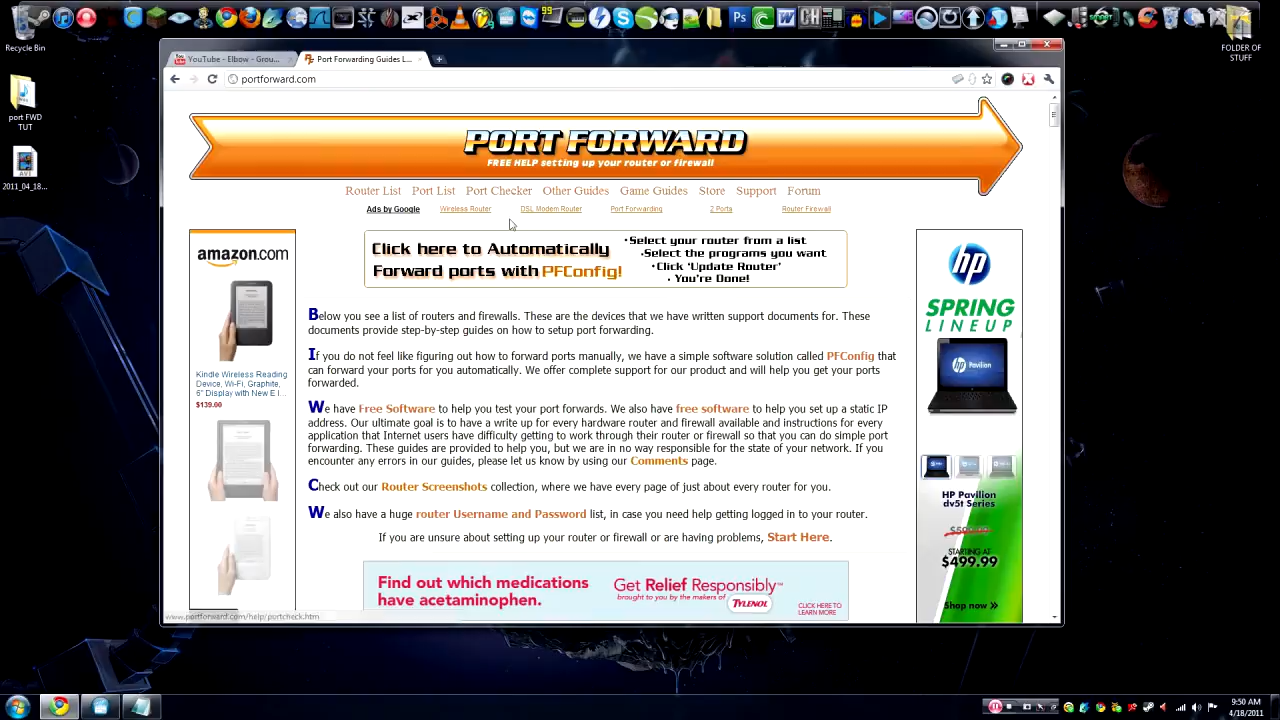 Recycle Bin
port FWD
TUT
2011_04_18...
FOLDER OF
STUFF
99
YouTube - Elbow - Grou...
Port Forwarding Guides L...
portforward.com
PORT FORWARD
FREE HELP setting up your router or firewall
Router List Port List Port Checker Other Guides Game Guides Store Support Forum
Ads by Google Wireless Router DSL Modem Router Port Forwarding 2 Ports Router Firewall
amazon.com
Kindle Wireless Reading
Device, Wi-Fi, Graphite,
6" Display with New E I...
$139.00
Click here to Automatically
Forward ports with PFConfig!
•Select your router from a list
•Select the programs you want
•Click 'Update Router'
• You're Done!
Below you see a list of routers and firewalls. These are the devices that we have written support documents for. These
documents provide step-by-step guides on how to setup port forwarding.
If you do not feel like figuring out how to forward ports manually, we have a simple software solution called PFConfig that
can forward your ports for you automatically. We offer complete support for our product and will help you get your ports
forwarded.
We have Free Software to help you test your port forwards. We also have free software to help you set up a static IP
address. Our ultimate goal is to have a write up for every hardware router and firewall available and instructions for every
application that Internet users have difficulty getting to work through their router or firewall so that you can do simple port
forwarding. These guides are provided to help you, but we are in no way responsible for the state of your network. If you
encounter any errors in our guides, please let us know by using our Comments page.
Check out our Router Screenshots collection, where we have every page of just about every router for you.
We also have a huge router Username and Password list, in case you need help getting logged in to your router.
If you are unsure about setting up your router or firewall or are having problems, Start Here.
Find out which medications
have acetaminophen.
Get Relief Responsibly™
brought to you by the makers of
TYLENOL
CLICK HERE TO
LEARN MORE
hp
SPRING
LINEUP
HP Pavilion
dv5t Series
$599.99
STARTING AT
$499.99
Shop now
www.portforward.com/help/portcheck.htm
9:50 AM
4/18/2011